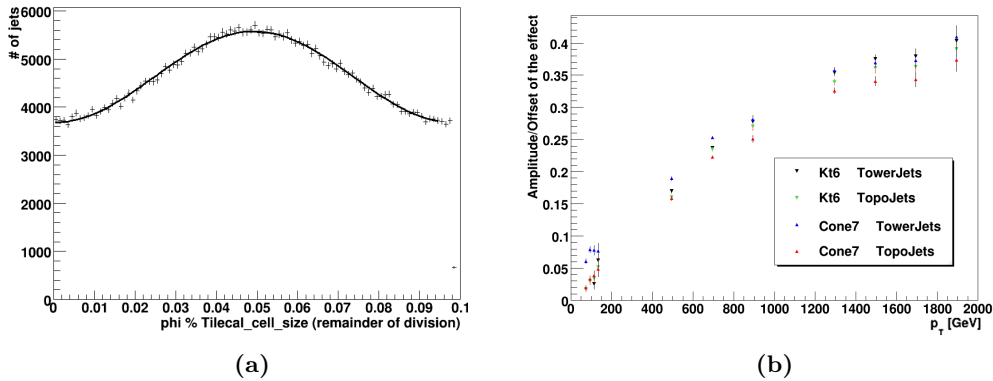 # of jets
6000
5000
4000
3000
2000
1000
0
0 0.01 0.02 0.03 0.04 0.05 0.06 0.07 0.08 0.09 0.1
phi % Tilecal_cell_size (remainder of division)
(a)
Amplitude/Offset of the effect
0.4
0.35
0.3
0.25
0.2
0.15
0.1
0.05
0
Kt6 TowerJets
Kt6 TopoJets
Cone7 TowerJets
Cone7 TopoJets
0 200 400 600 800 1000 1200 1400 1600 1800 2000
p_T [GeV]
(b)